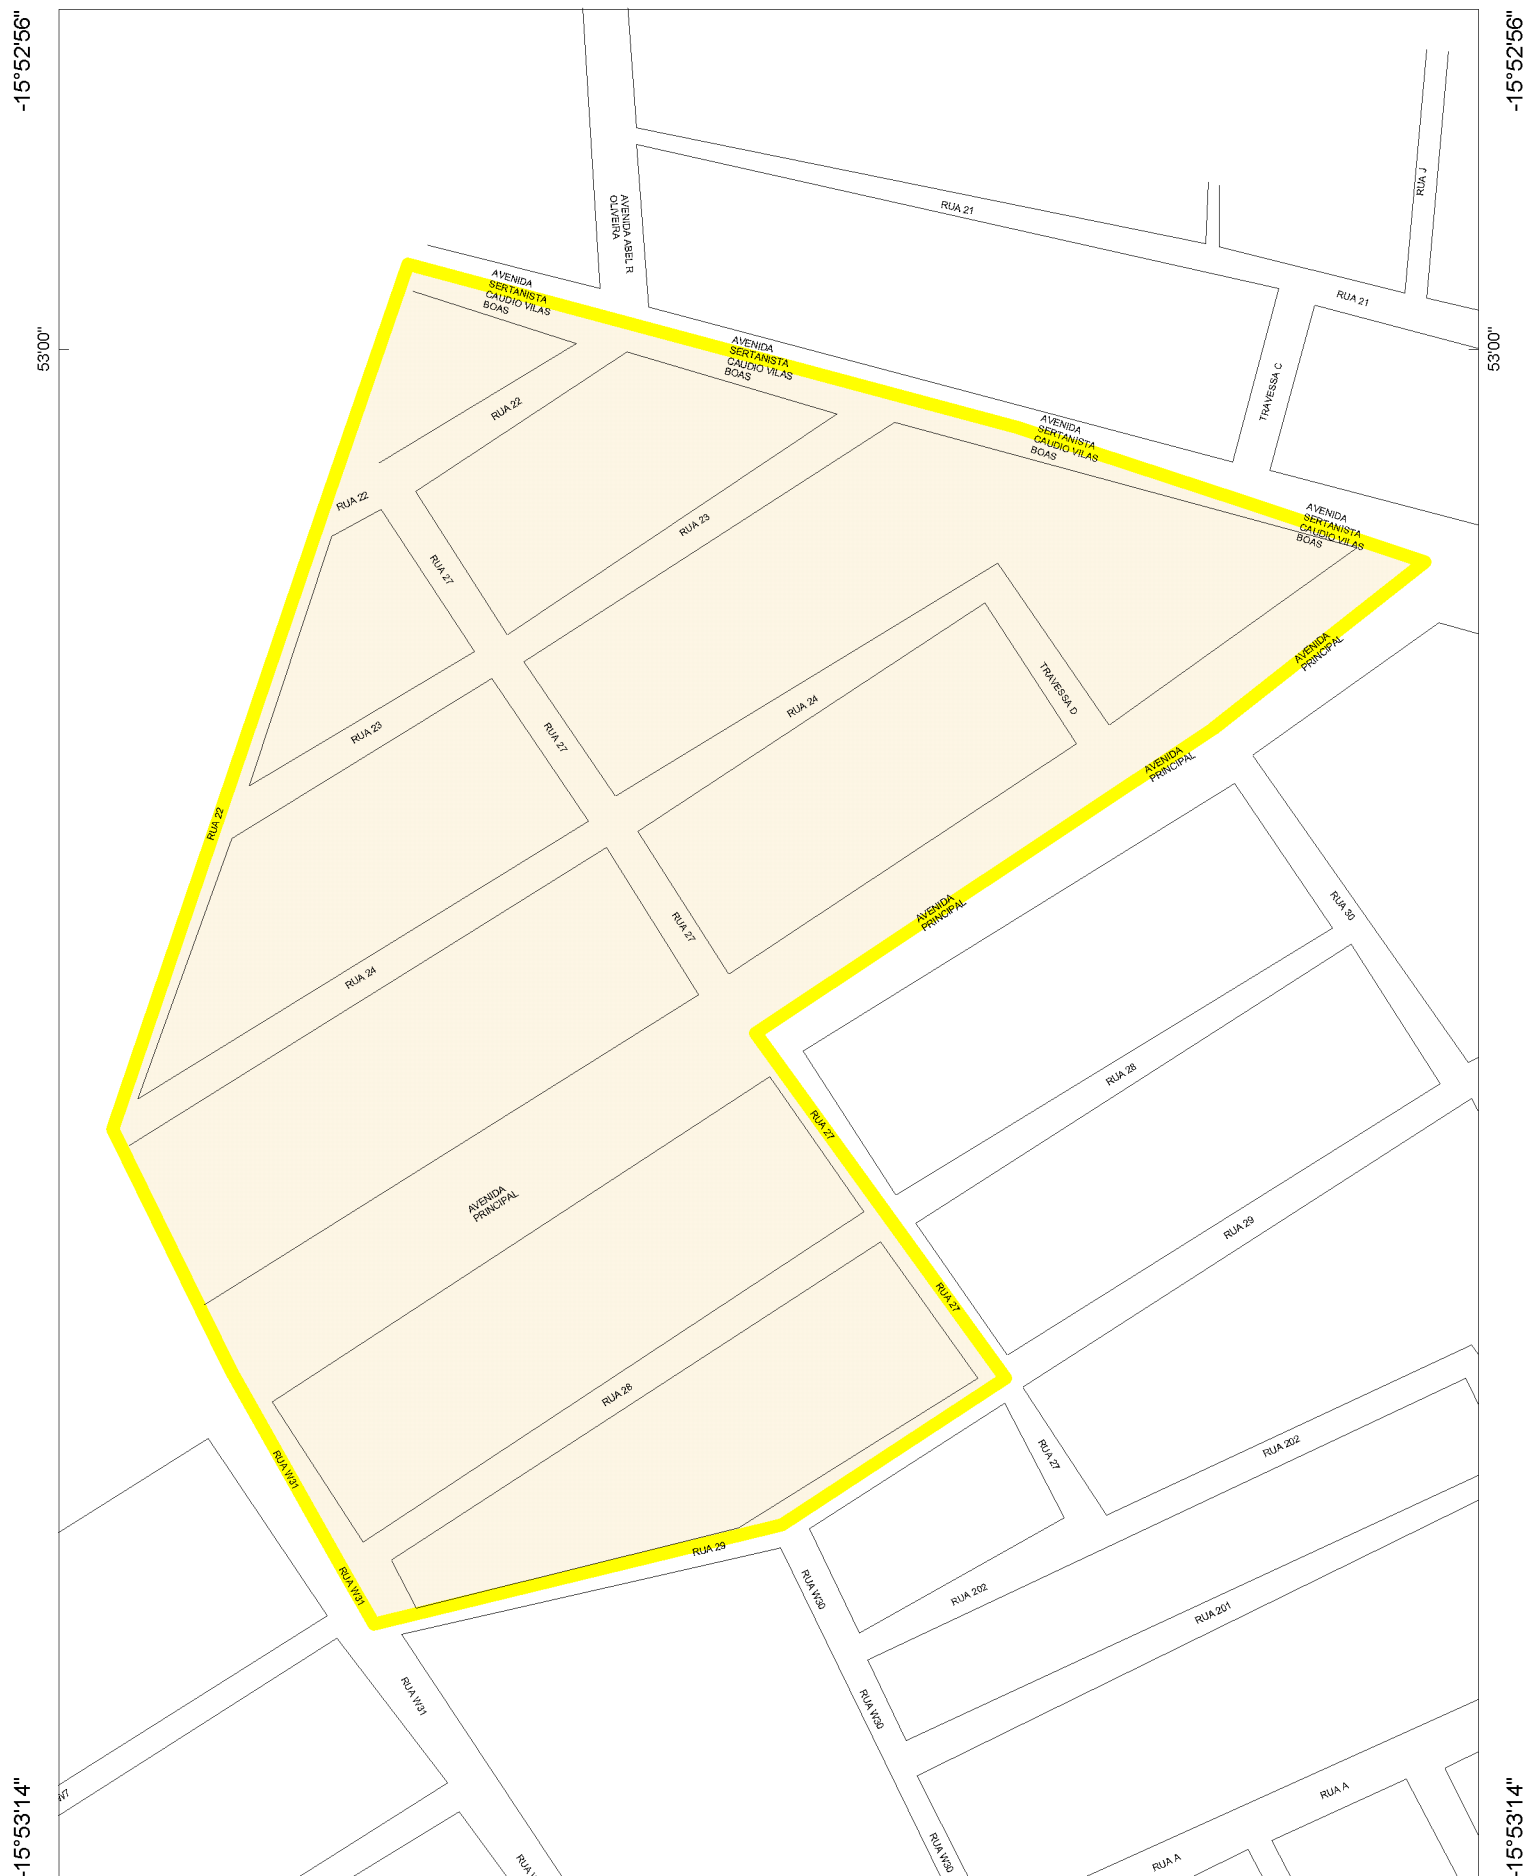 -15°52'56"
-15°52'56"
RUA J
AVENIDA ABEL R
OLIVEIRA
RUA 21
AVENIDA
SERTANISTA
CAUDIO VILAS
BOAS
RUA 21
53'00"
53'00"
AVENIDA
SERTANISTA
CAUDIO VILAS
BOAS
TRAVESSA C
RUA 22
AVENIDA
SERTANISTA
CAUDIO VILAS
BOAS
RUA 22
AVENIDA
SERTANISTA
CAUDIO VILAS
BOAS
RUA 23
RUA 27
AVENIDA
PRINCIPAL
TRAVESSA D
RUA 24
RUA 23
RUA 27
AVENIDA
PRINCIPAL
RUA 22
RUA 30
AVENIDA
PRINCIPAL
RUA 27
RUA 24
RUA 28
RUA 27
AVENIDA
PRINCIPAL
RUA 29
RUA 27
RUA 28
RUA 202
RUA 27
RUA W31
RUA 29
RUA W31
RUA W30
RUA 202
RUA 201
RUA W31
RUA W30
RUA A
W7
-15°53'14"
-15°53'14"
RUA W30
RUA A
RUA